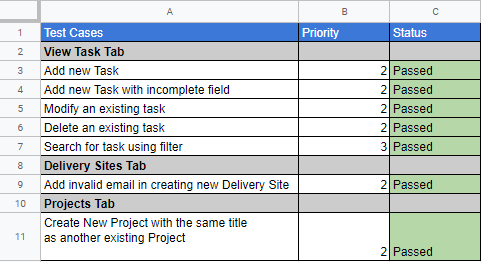 A B C
1 Test Cases Priority Status
2 View Task Tab
3 Add new Task 2 Passed
4 Add new Task with incomplete field 2 Passed
5 Modify an existing task 2 Passed
6 Delete an existing task 2 Passed
7 Search for task using filter 3 Passed
8 Delivery Sites Tab
9 Add invalid email in creating new Delivery Site 2 Passed
10 Projects Tab
Create New Project with the same title
11 as another existing Project 2 Passed